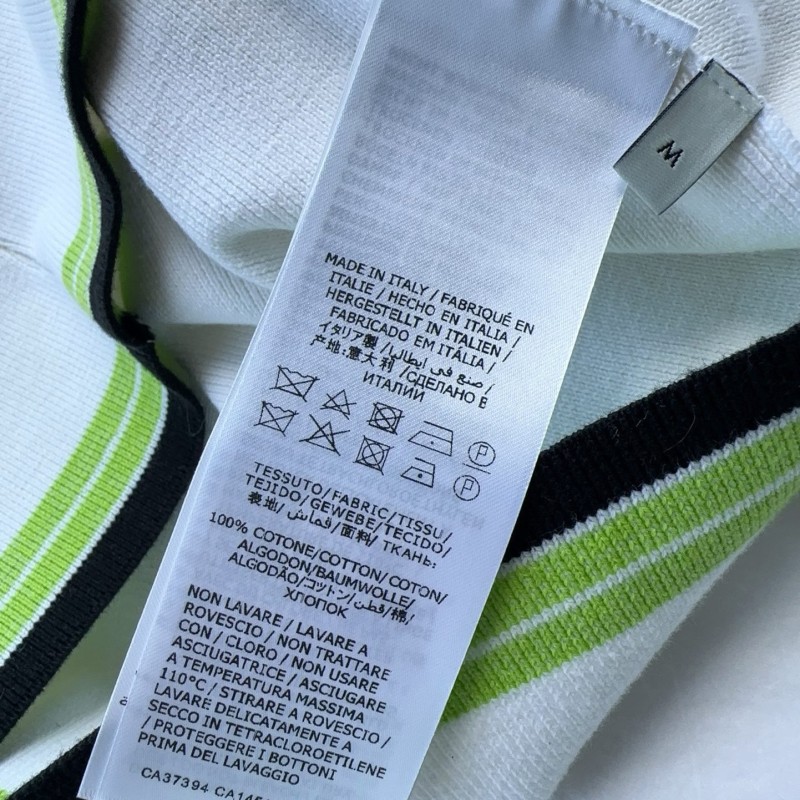 M
MADE IN ITALY / FABRIQUÉ EN
ITALIE / HECHO EN ITALIA /
HERGESTELLT IN ITALIEN /
FABRICADO EM ITÁLIA /
イタリア製 / صنع في ايطاليا /
产地:意大利 /СДЕЛАНО В
ИТАЛИИ
P
P
TESSUTO/FABRIC/TISSU/
TEJIDO/GEWEBE/TECIDO/
表地/ قماش/面料/ ТКАНЬ:
100% COTONE/COTTON/COTON/
ALGODON/BAUMWOLLE/
ALGODÃO/コットン/قطن/棉/
ХЛОПОК
NON LAVARE / LAVARE A
ROVESCIO / NON TRATTARE
CON / CLORO / NON USARE
ASCIUGATRICE / ASCIUGARE
A TEMPERATURA MASSIMA
110°C / STIRARE A ROVESCIO /
LAVARE DELICATAMENTE A
SECCO IN TETRACLOROETILENE
/ PROTEGGERE I BOTTONI
PRIMA DEL LAVAGGIO
CA37394